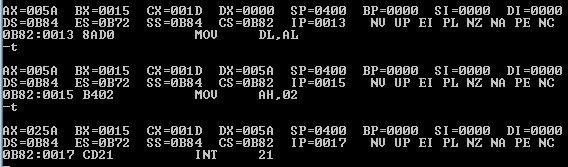 AX=005A  BX=0015  CX=001D  DX=0000  SP=0400  BP=0000  SI=0000  DI=0000
DS=0B84  ES=0B72  SS=0B84  CS=0B82  IP=0013   NV UP EI PL NZ NA PE NC
0B82:0013 8AD0          MOV     DL,AL
-t
AX=005A  BX=0015  CX=001D  DX=005A  SP=0400  BP=0000  SI=0000  DI=0000
DS=0B84  ES=0B72  SS=0B84  CS=0B82  IP=0015   NV UP EI PL NZ NA PE NC
0B82:0015 B402          MOV     AH,02
-t
AX=025A  BX=0015  CX=001D  DX=005A  SP=0400  BP=0000  SI=0000  DI=0000
DS=0B84  ES=0B72  SS=0B84  CS=0B82  IP=0017   NV UP EI PL NZ NA PE NC
0B82:0017 CD21          INT     21